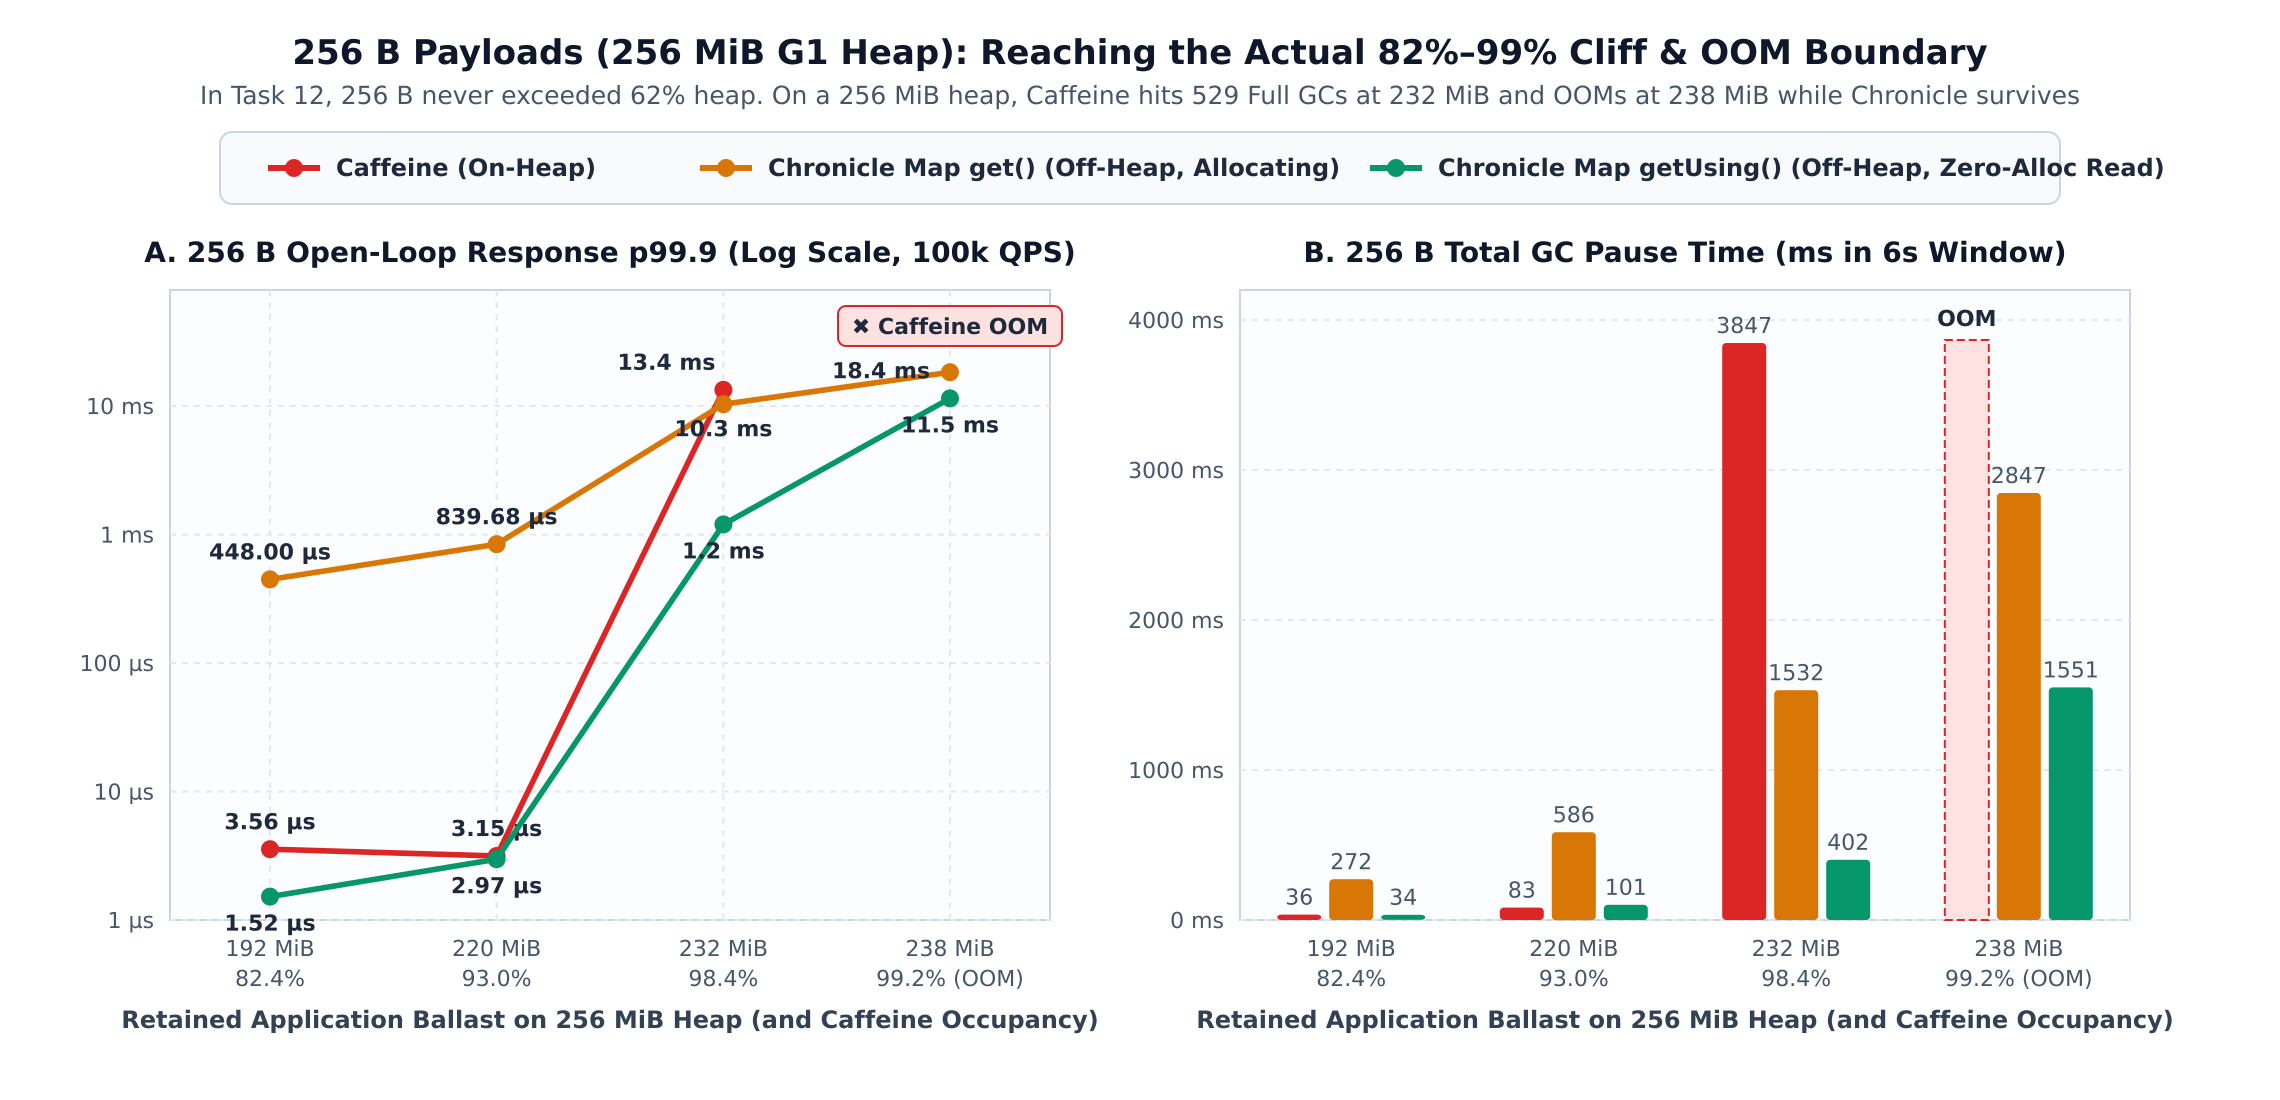 256 B Payloads (256 MiB G1 Heap): Reaching the Actual 82%–99% Cliff & OOM Boundary
In Task 12, 256 B never exceeded 62% heap. On a 256 MiB heap, Caffeine hits 529 Full GCs at 232 MiB and OOMs at 238 MiB while Chronicle survives
Caffeine (On-Heap)
Chronicle Map get() (Off-Heap, Allocating)
Chronicle Map getUsing() (Off-Heap, Zero-Alloc Read)
A. 256 B Open-Loop Response p99.9 (Log Scale, 100k QPS)
✖ Caffeine OOM
13.4 ms
18.4 ms
10 ms
10.3 ms
11.5 ms
839.68 µs
1 ms
448.00 µs
1.2 ms
100 µs
10 µs
3.56 µs
3.15 µs
2.97 µs
1 µs
1.52 µs
192 MiB
220 MiB
232 MiB
238 MiB
82.4%
93.0%
98.4%
99.2% (OOM)
Retained Application Ballast on 256 MiB Heap (and Caffeine Occupancy)
B. 256 B Total GC Pause Time (ms in 6s Window)
4000 ms
3847
OOM
3000 ms
2847
2000 ms
1532
1551
1000 ms
586
272
402
36
34
83
101
0 ms
192 MiB
220 MiB
232 MiB
238 MiB
82.4%
93.0%
98.4%
99.2% (OOM)
Retained Application Ballast on 256 MiB Heap (and Caffeine Occupancy)